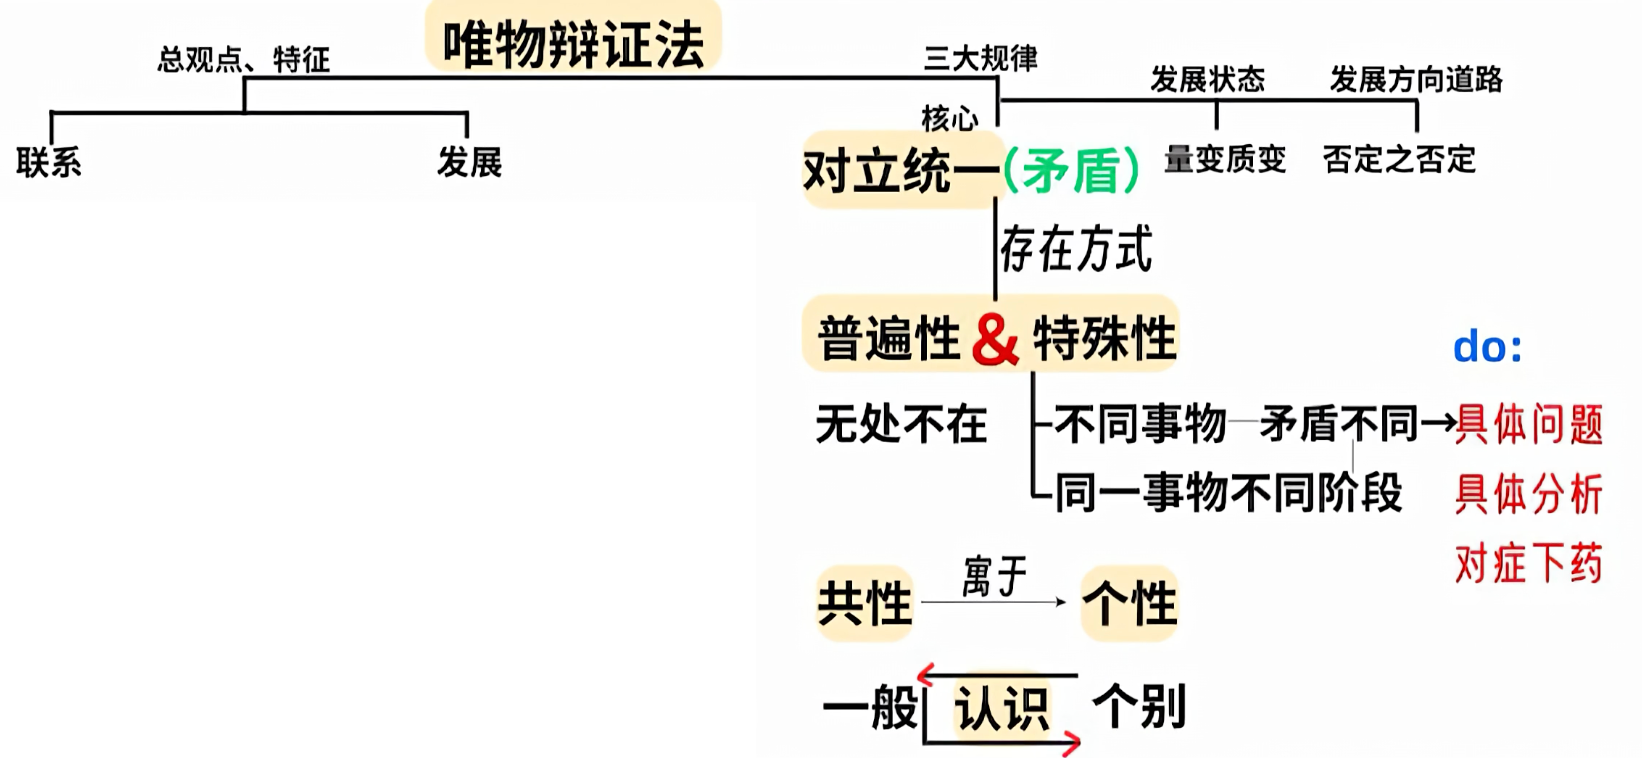 唯物辩证法
总观点、特征
三大规律
联系
发展
核心
对立统一(矛盾)
发展状态
发展方向道路
量变质变
否定之否定
存在方式
普遍性 & 特殊性
do:
无处不在
不同事物 矛盾不同
具体问题
同一事物不同阶段
具体分析
对症下药
共性
寓于
个性
一般
认识
个别